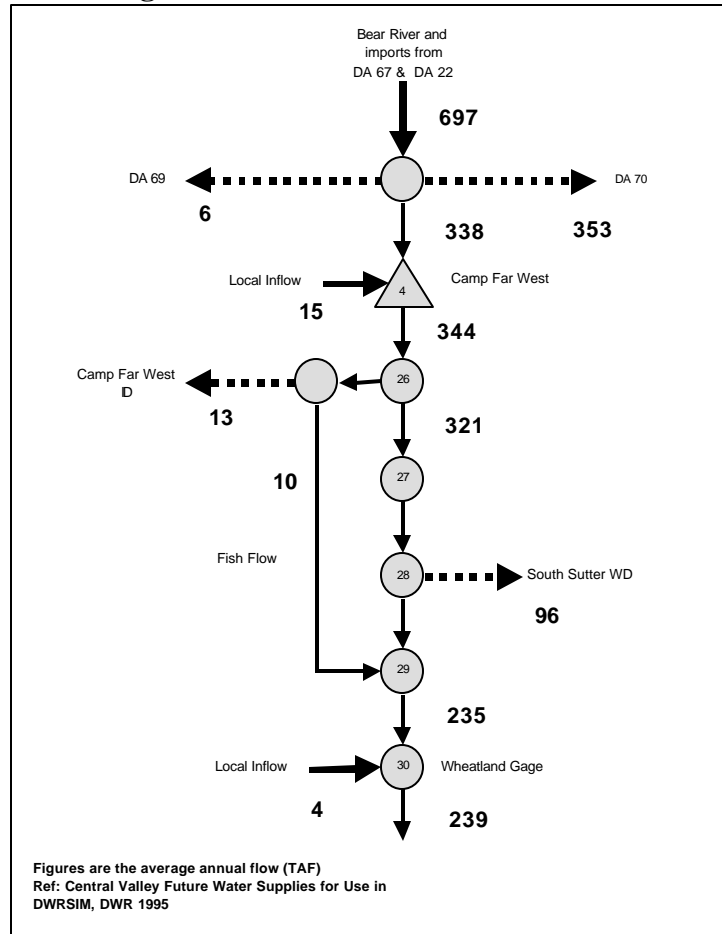 Bear River and
imports from
DA 67 & DA 22
697
DA 69
DA 70
6
353
338
Local Inflow
4
Camp Far West
15
344
Camp Far West
ID
26
13
321
10
27
Fish Flow
28
South Sutter WD
96
29
235
Local Inflow
30
Wheatland Gage
4
239
Figures are the average annual flow (TAF)
Ref: Central Valley Future Water Supplies for Use in
DWRSIM, DWR 1995